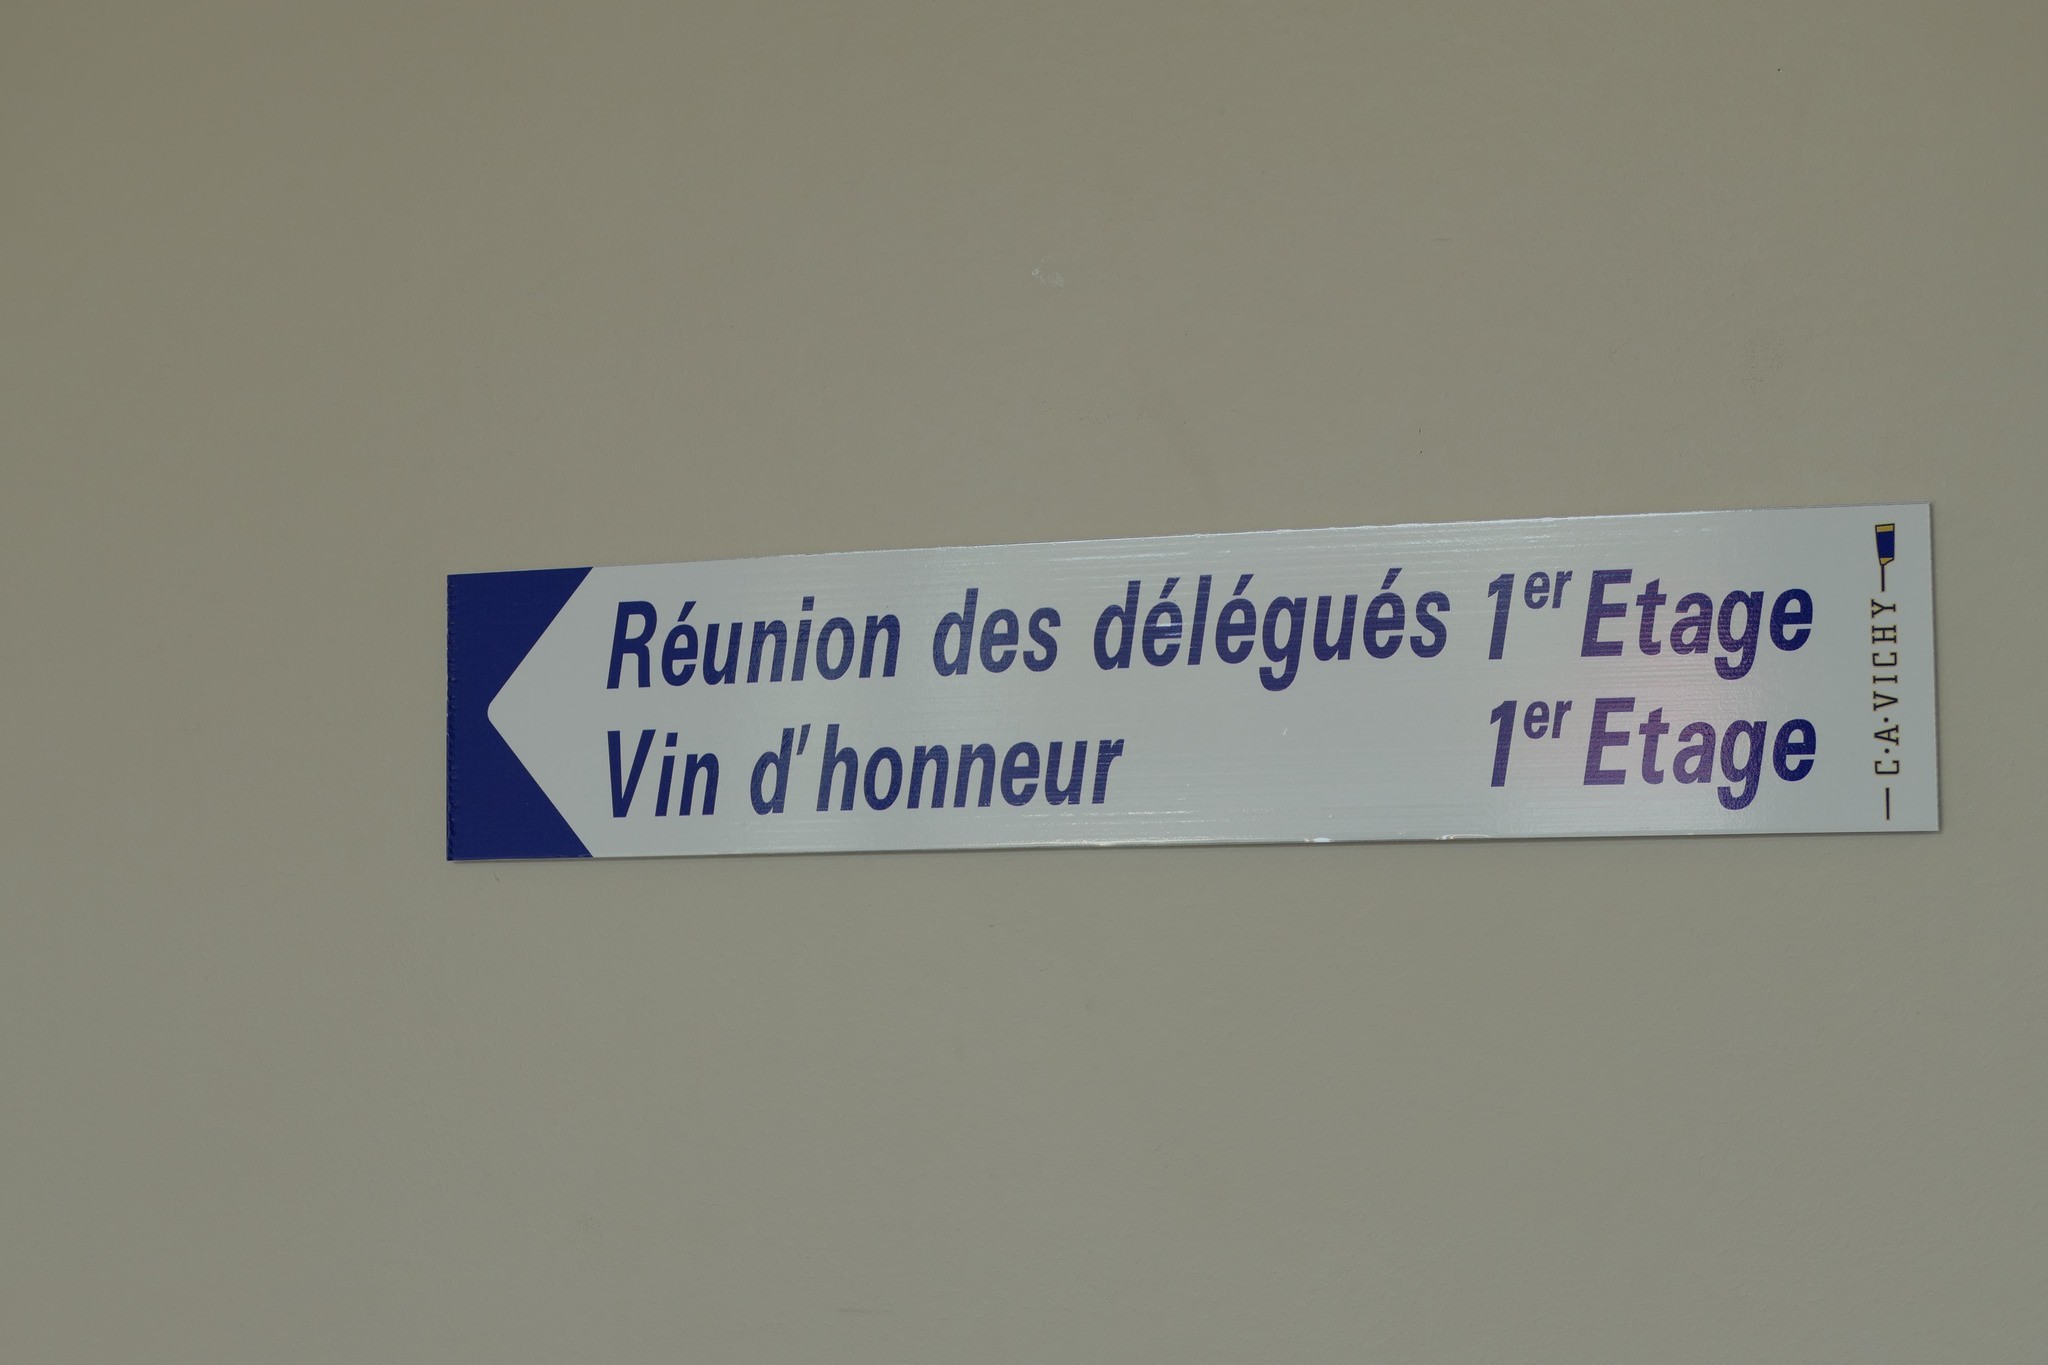 Réunion des délégués 1er Etage
Vin d'honneur 1er Etage
C·A·VICHY